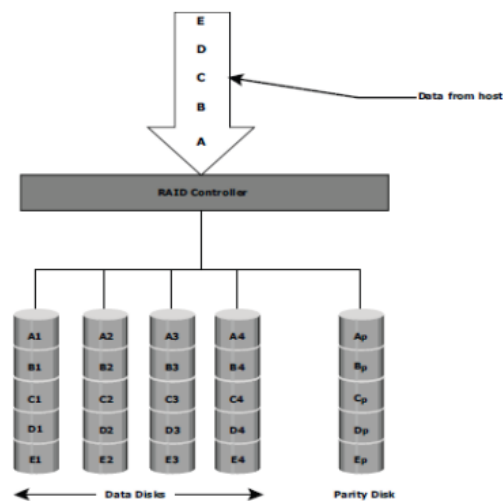 E
D
C
B
A
Data from host
RAID Controller
A1 A2 A3 A4 Ap
B1 B2 B3 B4 Bp
C1 C2 C3 C4 Cp
D1 D2 D3 D4 Dp
E1 E2 E3 E4 Ep
Data Disks Parity Disk